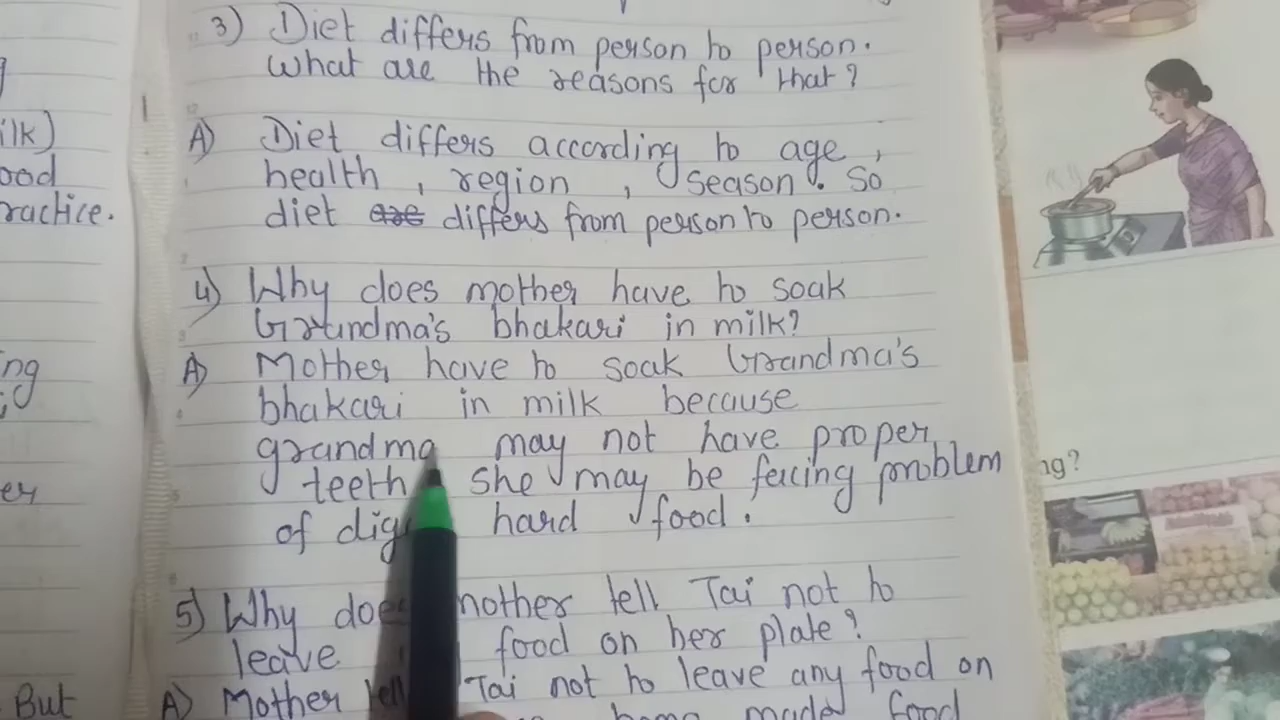 3) Diet differs from person to person.
What are the reasons for that?
A) Diet differs according to age,
health, region, season. So
diet are differs from person to person.
4) Why does mother have to soak
Grandma's bhakari in milk?
A) Mother have to soak Grandma's
bhakari in milk because
grandma may not have proper
teeth She may be facing problem
of dig hard food.
5) Why does mother tell Tai not to
leave food on her plate?
A) Mother tell Tai not to leave any food on
made food
ilk)
ood
ractice.
ng
er
But
ng?